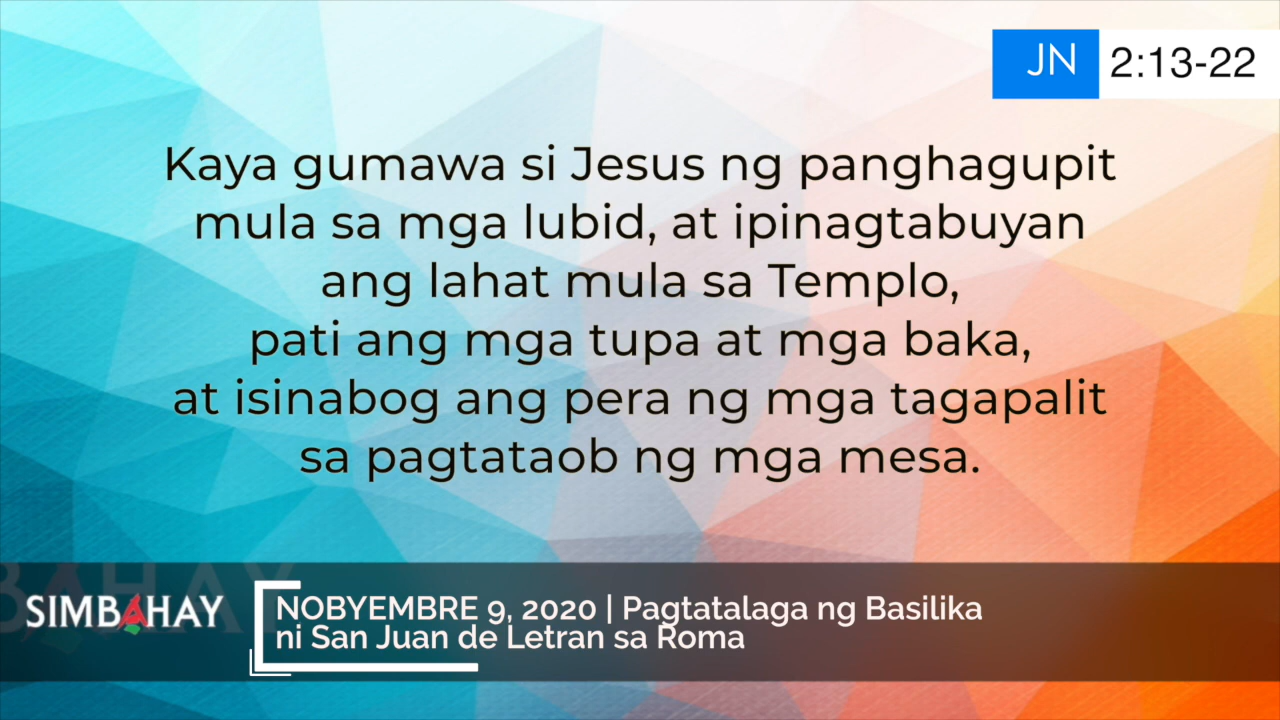 JN 2:13-22
Kaya gumawa si Jesus ng panghagupit
mula sa mga lubid, at ipinagtabuyan
ang lahat mula sa Templo,
pati ang mga tupa at mga baka,
at isinabog ang pera ng mga tagapalit
sa pagtataob ng mga mesa.
SIMBAHAY
NOBYEMBRE 9, 2020 | Pagtatalaga ng Basilika
ni San Juan de Letran sa Roma